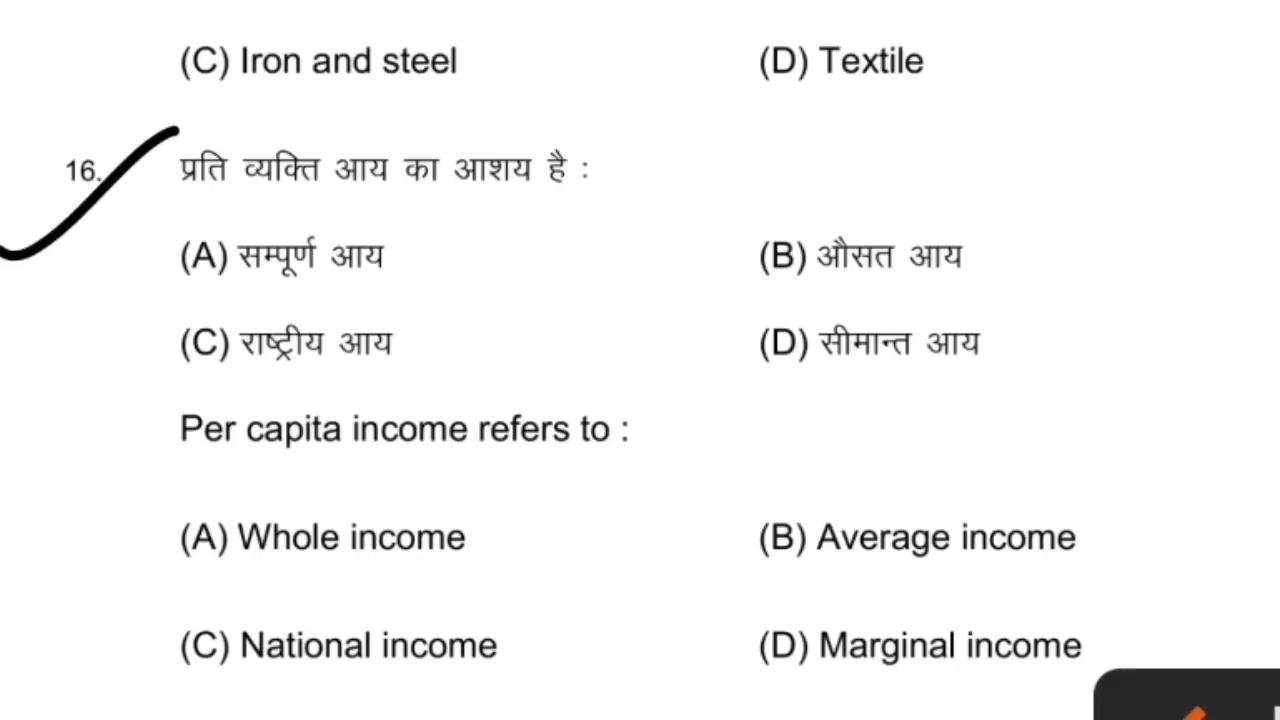 (C) Iron and steel (D) Textile
16. प्रति व्यक्ति आय का आशय है :
(A) सम्पूर्ण आय (B) औसत आय
(C) राष्ट्रीय आय (D) सीमान्त आय
Per capita income refers to :
(A) Whole income (B) Average income
(C) National income (D) Marginal income